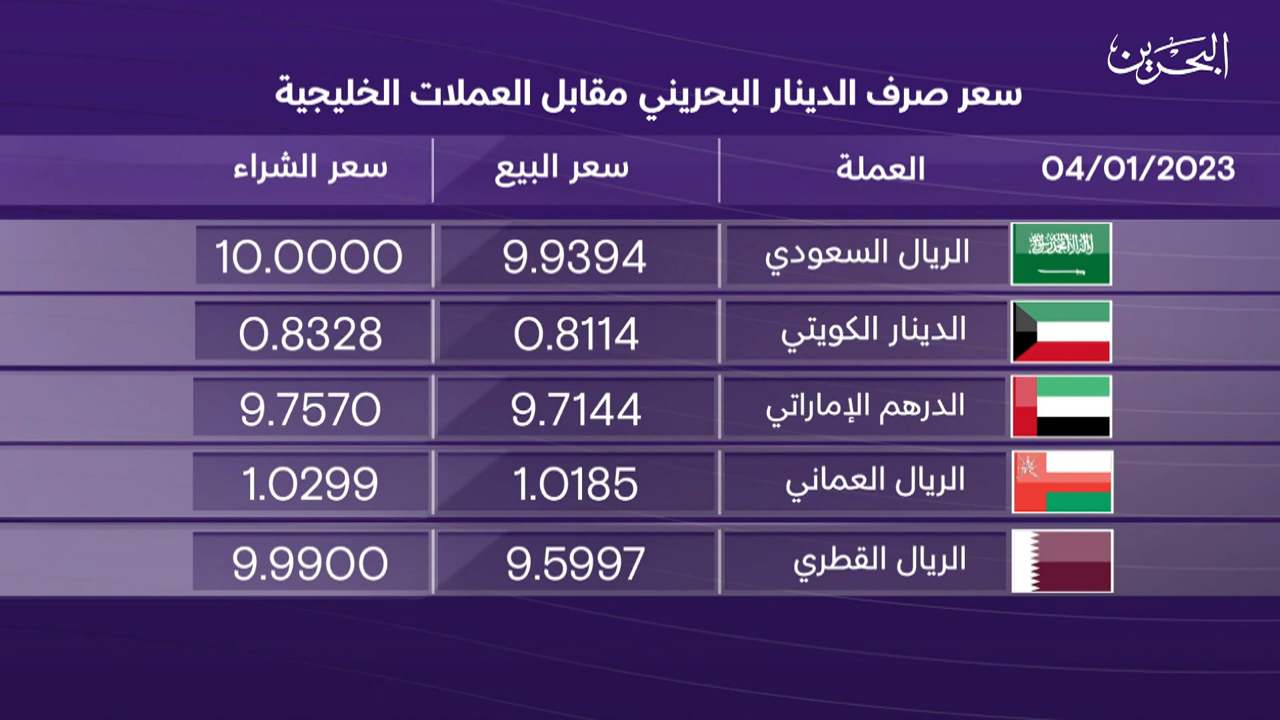 البحرين
سعر صرف الدينار البحريني مقابل العملات الخليجية
04/01/2023 العملة سعر البيع سعر الشراء
الريال السعودي 9.9394 10.0000
الدينار الكويتي 0.8114 0.8328
الدرهم الإماراتي 9.7144 9.7570
الريال العماني 1.0185 1.0299
الريال القطري 9.5997 9.9900